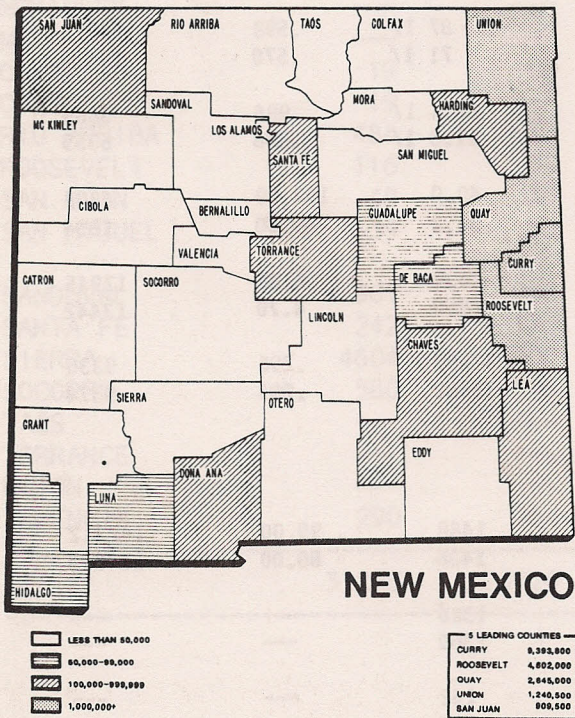 SAN JUAN
RIO ARRIBA
TAOS
COLFAX
UNION
SANDOVAL
MORA
HARDING
MC KINLEY
LOS ALAMOS
SANTA FE
SAN MIGUEL
CIBOLA
BERNALILLO
GUADALUPE
QUAY
VALENCIA
TORRANCE
CURRY
CATRON
SOCORRO
DE BACA
LINCOLN
ROOSEVELT
CHAVES
LEA
SIERRA
OTERO
GRANT
EDDY
DONA ANA
LUNA
HIDALGO
NEW MEXICO
LESS THAN 50,000
50,000-99,000
100,000-999,999
1,000,000+
5 LEADING COUNTIES
CURRY 9,393,800
ROOSEVELT 4,602,000
QUAY 2,645,000
UNION 1,240,500
SAN JUAN 909,500